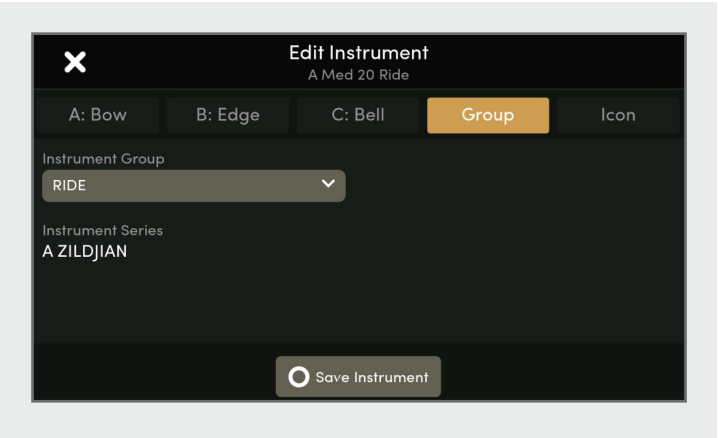 Edit Instrument
A Med 20 Ride
A: Bow B: Edge C: Bell Group Icon
Instrument Group
RIDE
Instrument Series
A ZILDJIAN
Save Instrument